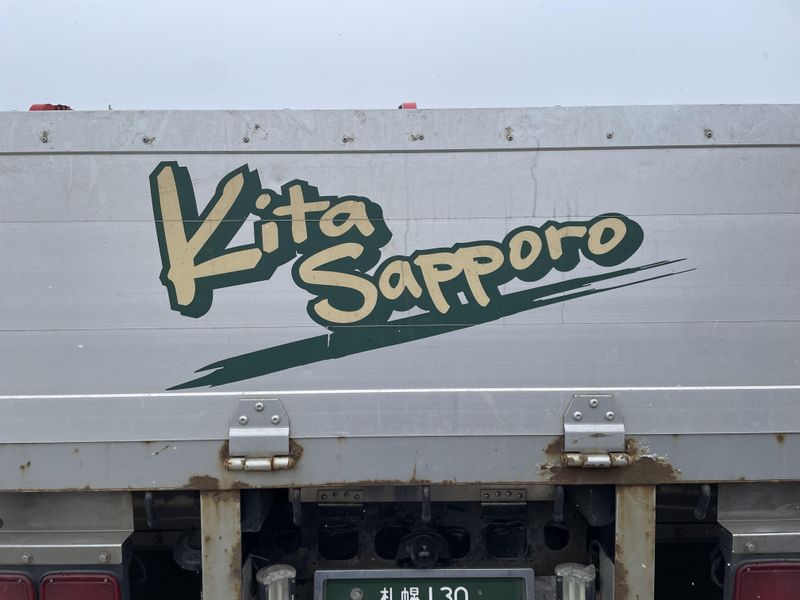 Kita
Sapporo
札幌 130